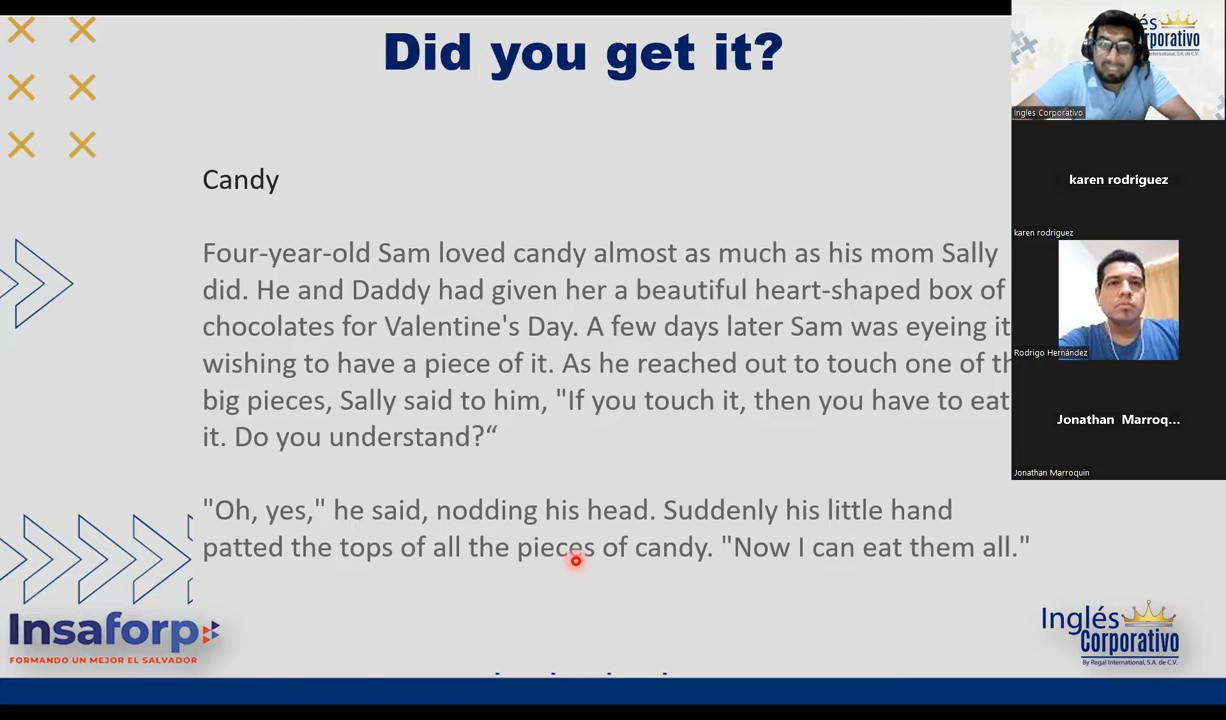 Did you get it?
Candy
Four-year-old Sam loved candy almost as much as his mom Sally
did. He and Daddy had given her a beautiful heart-shaped box of
chocolates for Valentine's Day. A few days later Sam was eyeing it
wishing to have a piece of it. As he reached out to touch one of
big pieces, Sally said to him, "If you touch it, then you have to eat
it. Do you understand?“
"Oh, yes," he said, nodding his head. Suddenly his little hand
patted the tops of all the pieces of candy. "Now I can eat them all."
Insaforp
FORMANDO UN MEJOR EL SALVADOR
Inglés
Corporativo
By Regal International, S.A. de C.V.
Ingles Corporativo
karen rodriguez
karen rodriguez
Rodrigo Hernández
Jonathan Marroq...
Jonathan Marroquin